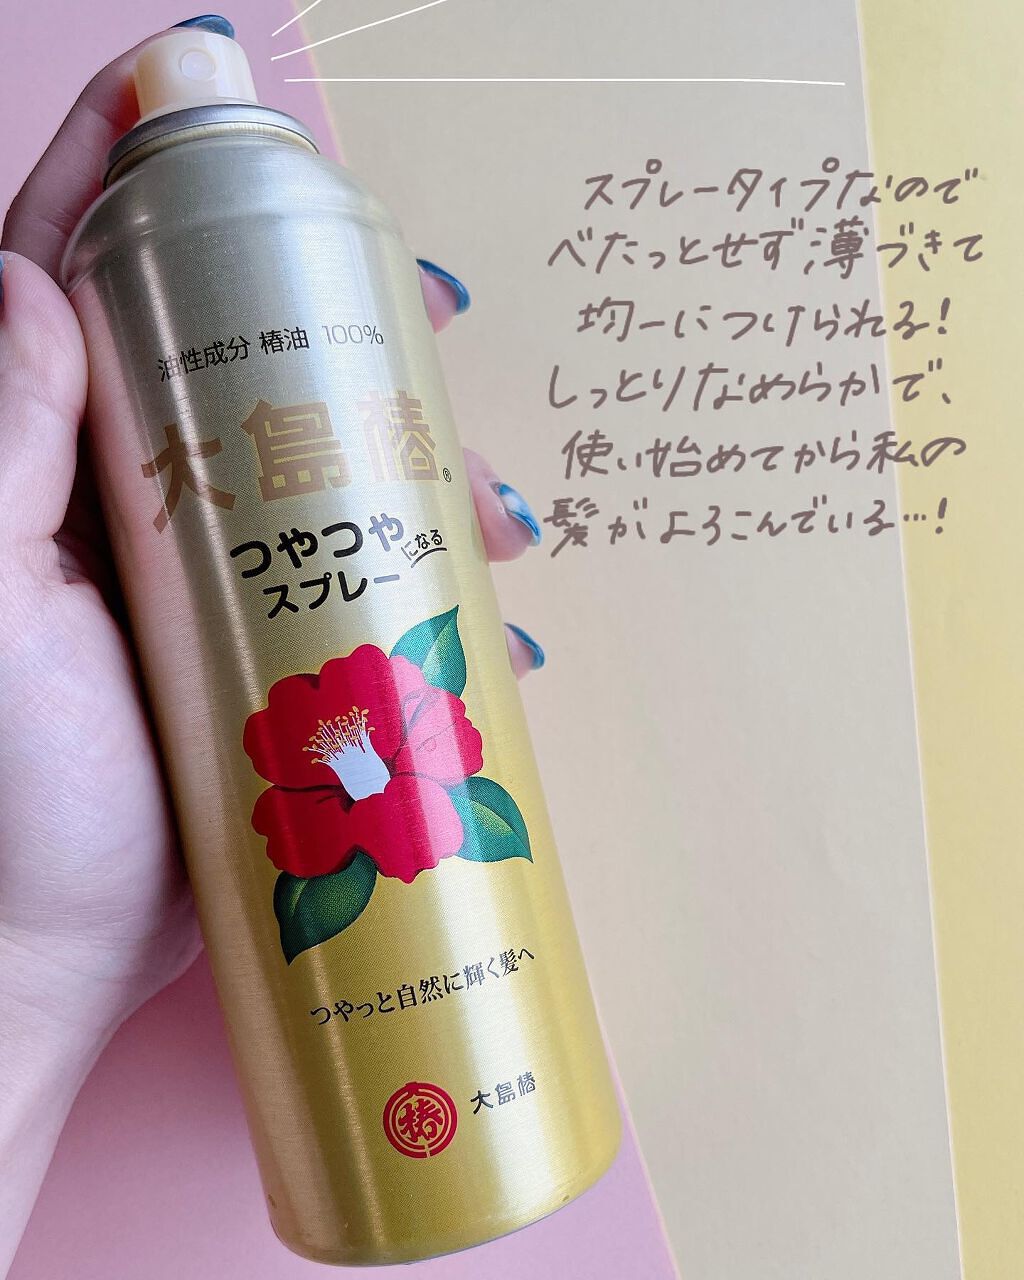 スプレータイプなので
べたっとせず、薄づきで
均一につけられる!
しっとりなめらかで、
使い始めてから私の
髪がよろこんでいる…!
油性成分 椿油 100%
大島椿®
つやつやになる
スプレー
つやっと自然に輝く髪へ
椿 大島椿